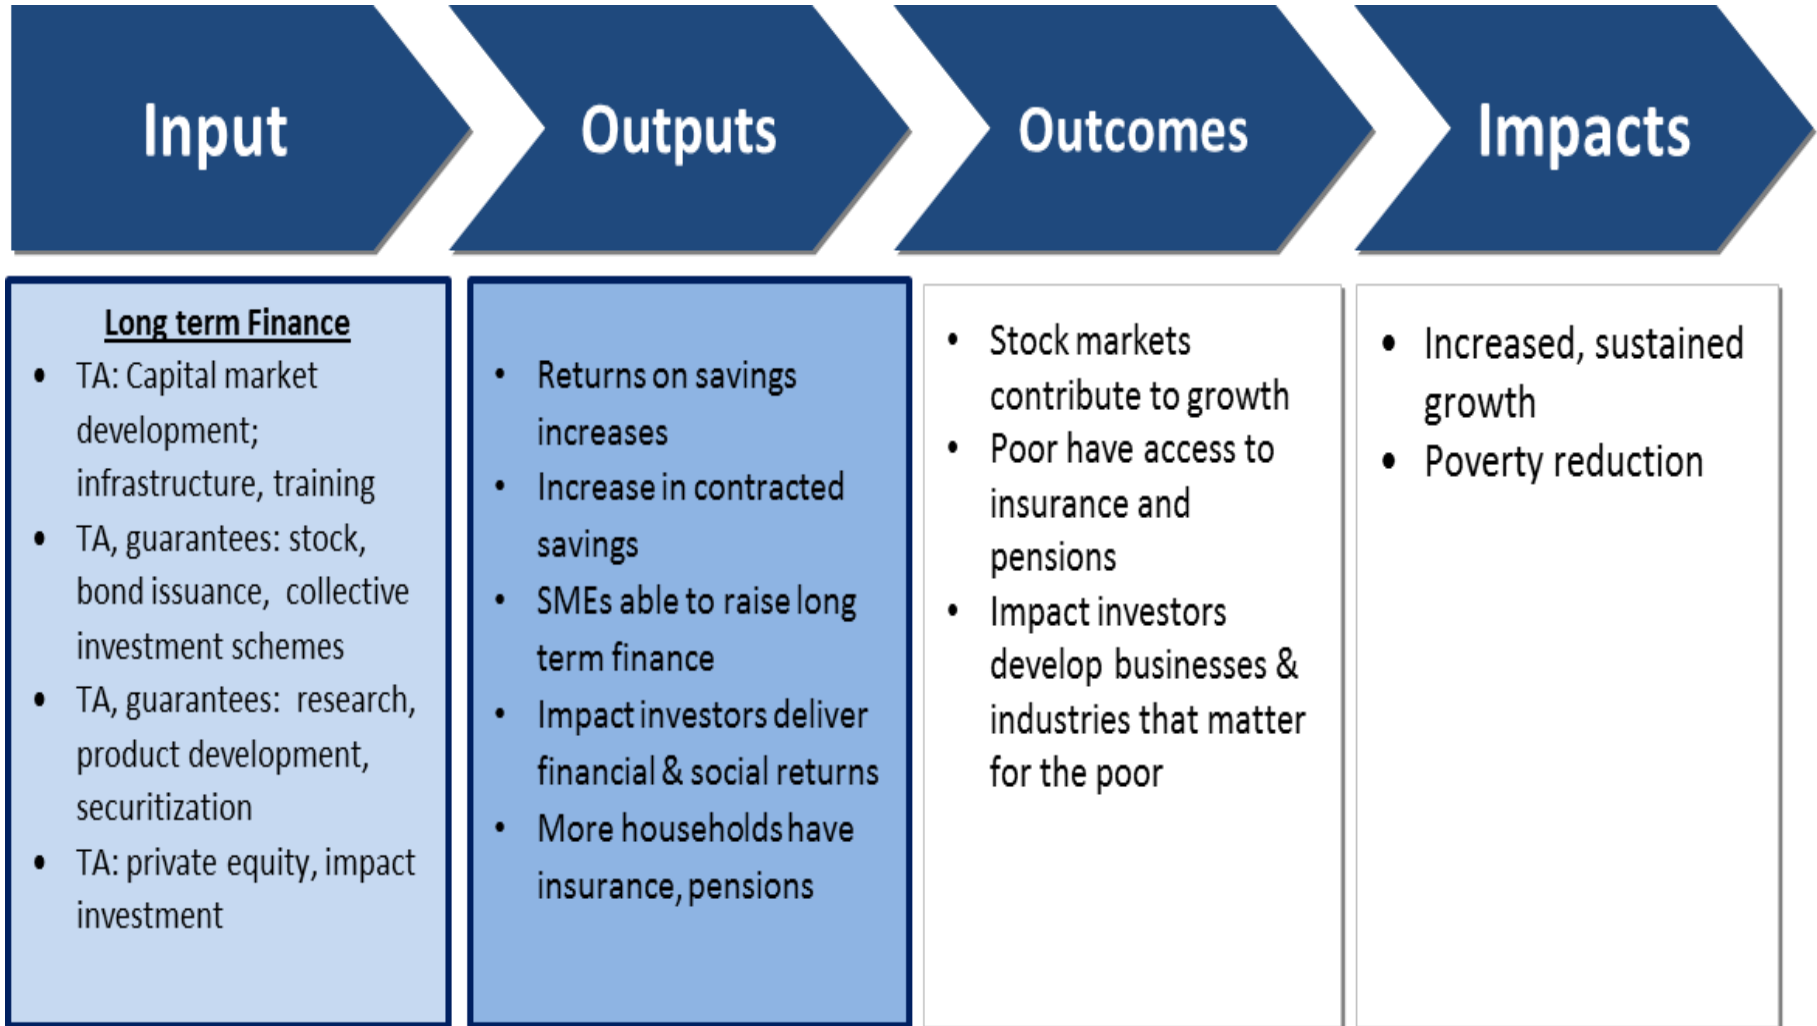 Input
Outputs
Outcomes
Impacts
Long term Finance
• TA: Capital market
development;
infrastructure, training
• TA, guarantees: stock,
bond issuance, collective
investment schemes
• TA, guarantees: research,
product development,
securitization
• TA: private equity, impact
investment
• Returns on savings
increases
• Increase in contracted
savings
• SMEs able to raise long
term finance
• Impact investors deliver
financial & social returns
• More households have
insurance, pensions
• Stock markets
contribute to growth
• Poor have access to
insurance and
pensions
• Impact investors
develop businesses &
industries that matter
for the poor
• Increased, sustained
growth
• Poverty reduction